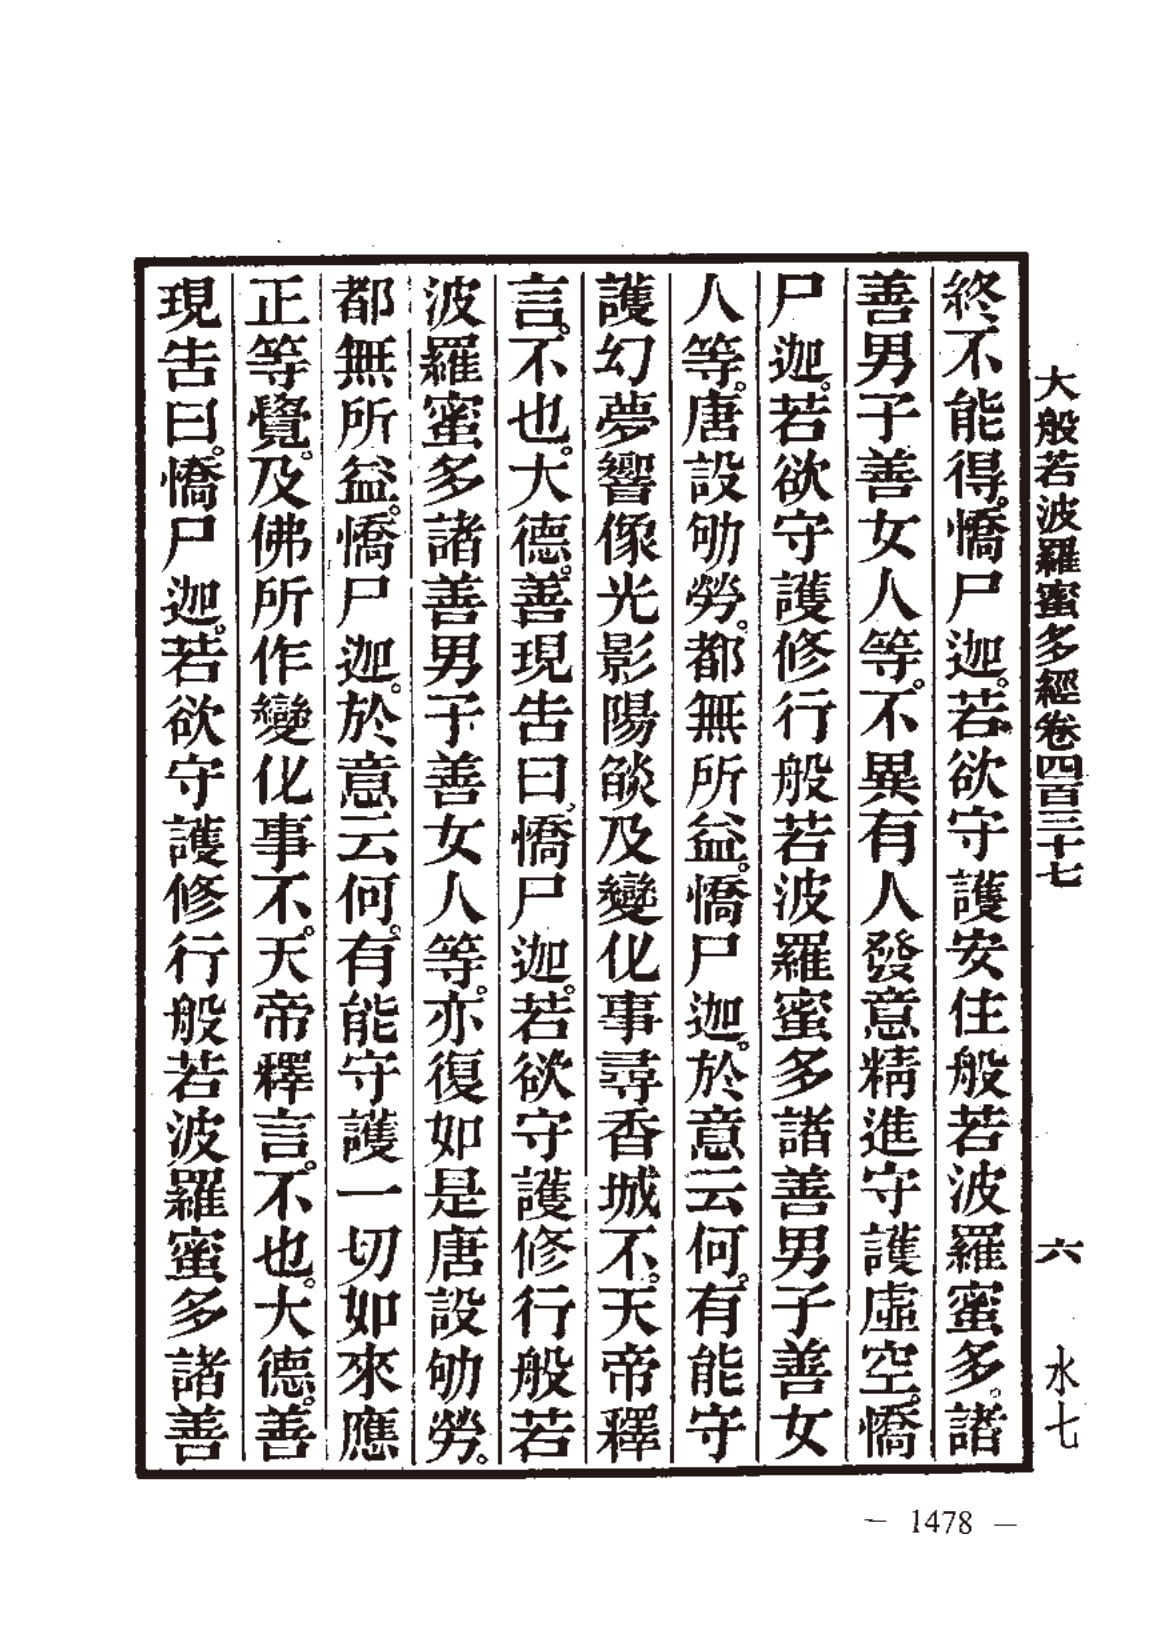 大般若波羅蜜多經卷四百三十七　六　水七
終不能得。憍尸迦。若欲守護安住般若波羅蜜多。諸
善男子善女人等。不異有人發意精進守護虛空。憍
尸迦。若欲守護修行般若波羅蜜多諸善男子善女
人等。唐設劬勞。都無所益。憍尸迦。於意云何。有能守
護幻夢響像光影陽燄及變化事尋香城不。天帝釋
言。不也。大德。善現告曰。憍尸迦。若欲守護修行般若
波羅蜜多諸善男子善女人等。亦復如是唐設劬勞。
都無所益。憍尸迦。於意云何。有能守護一切如來應
正等覺。及佛所作變化事不。天帝釋言。不也。大德。善
現告曰。憍尸迦。若欲守護修行般若波羅蜜多諸善
— 1478 —